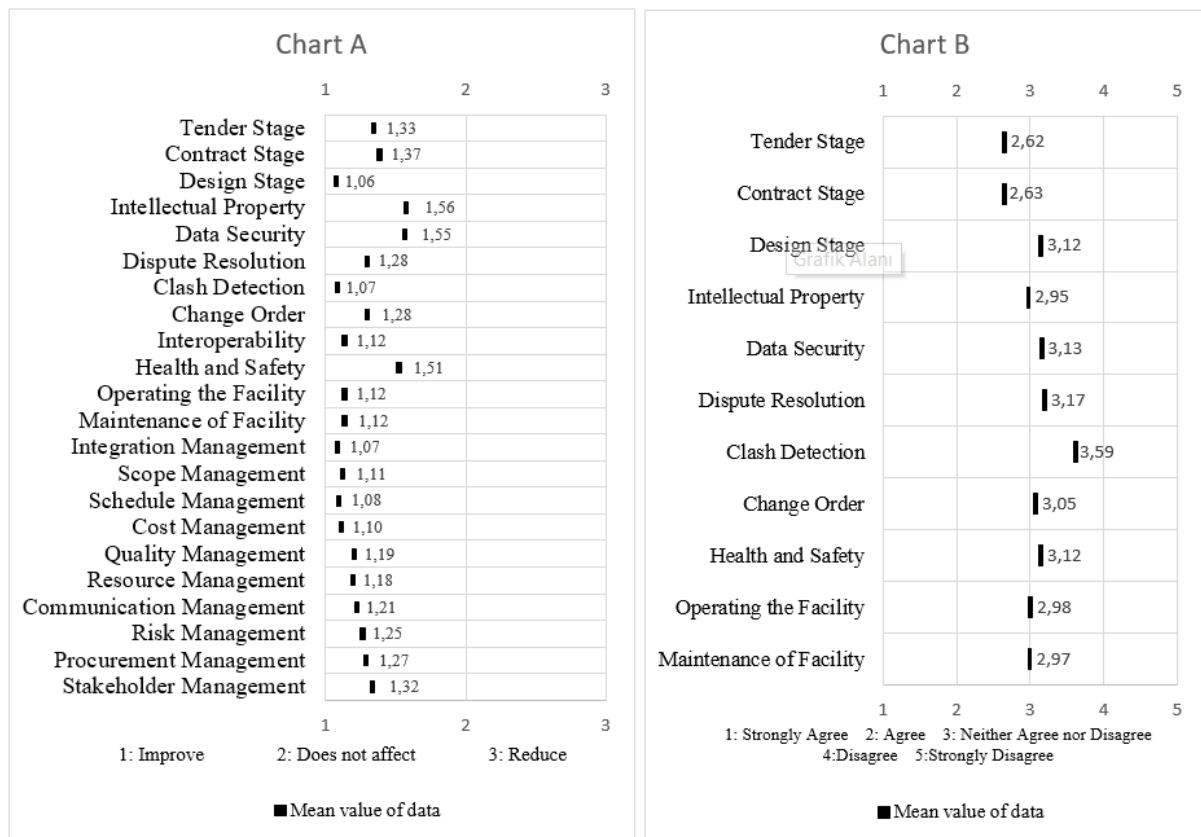 Chart A
1 2 3
Tender Stage 1,33
Contract Stage 1,37
Design Stage 1,06
Intellectual Property 1,56
Data Security 1,55
Dispute Resolution 1,28
Clash Detection 1,07
Change Order 1,28
Interoperability 1,12
Health and Safety 1,51
Operating the Facility 1,12
Maintenance of Facility 1,12
Integration Management 1,07
Scope Management 1,11
Schedule Management 1,08
Cost Management 1,10
Quality Management 1,19
Resource Management 1,18
Communication Management 1,21
Risk Management 1,25
Procurement Management 1,27
Stakeholder Management 1,32
1 2 3
1: Improve 2: Does not affect 3: Reduce
Mean value of data
Chart B
1 2 3 4 5
Tender Stage 2,62
Contract Stage 2,63
Design Stage 3,12
Grafik Alanı
Intellectual Property 2,95
Data Security 3,13
Dispute Resolution 3,17
Clash Detection 3,59
Change Order 3,05
Health and Safety 3,12
Operating the Facility 2,98
Maintenance of Facility 2,97
1 2 3 4 5
1: Strongly Agree 2: Agree 3: Neither Agree nor Disagree
4:Disagree 5:Strongly Disagree
Mean value of data